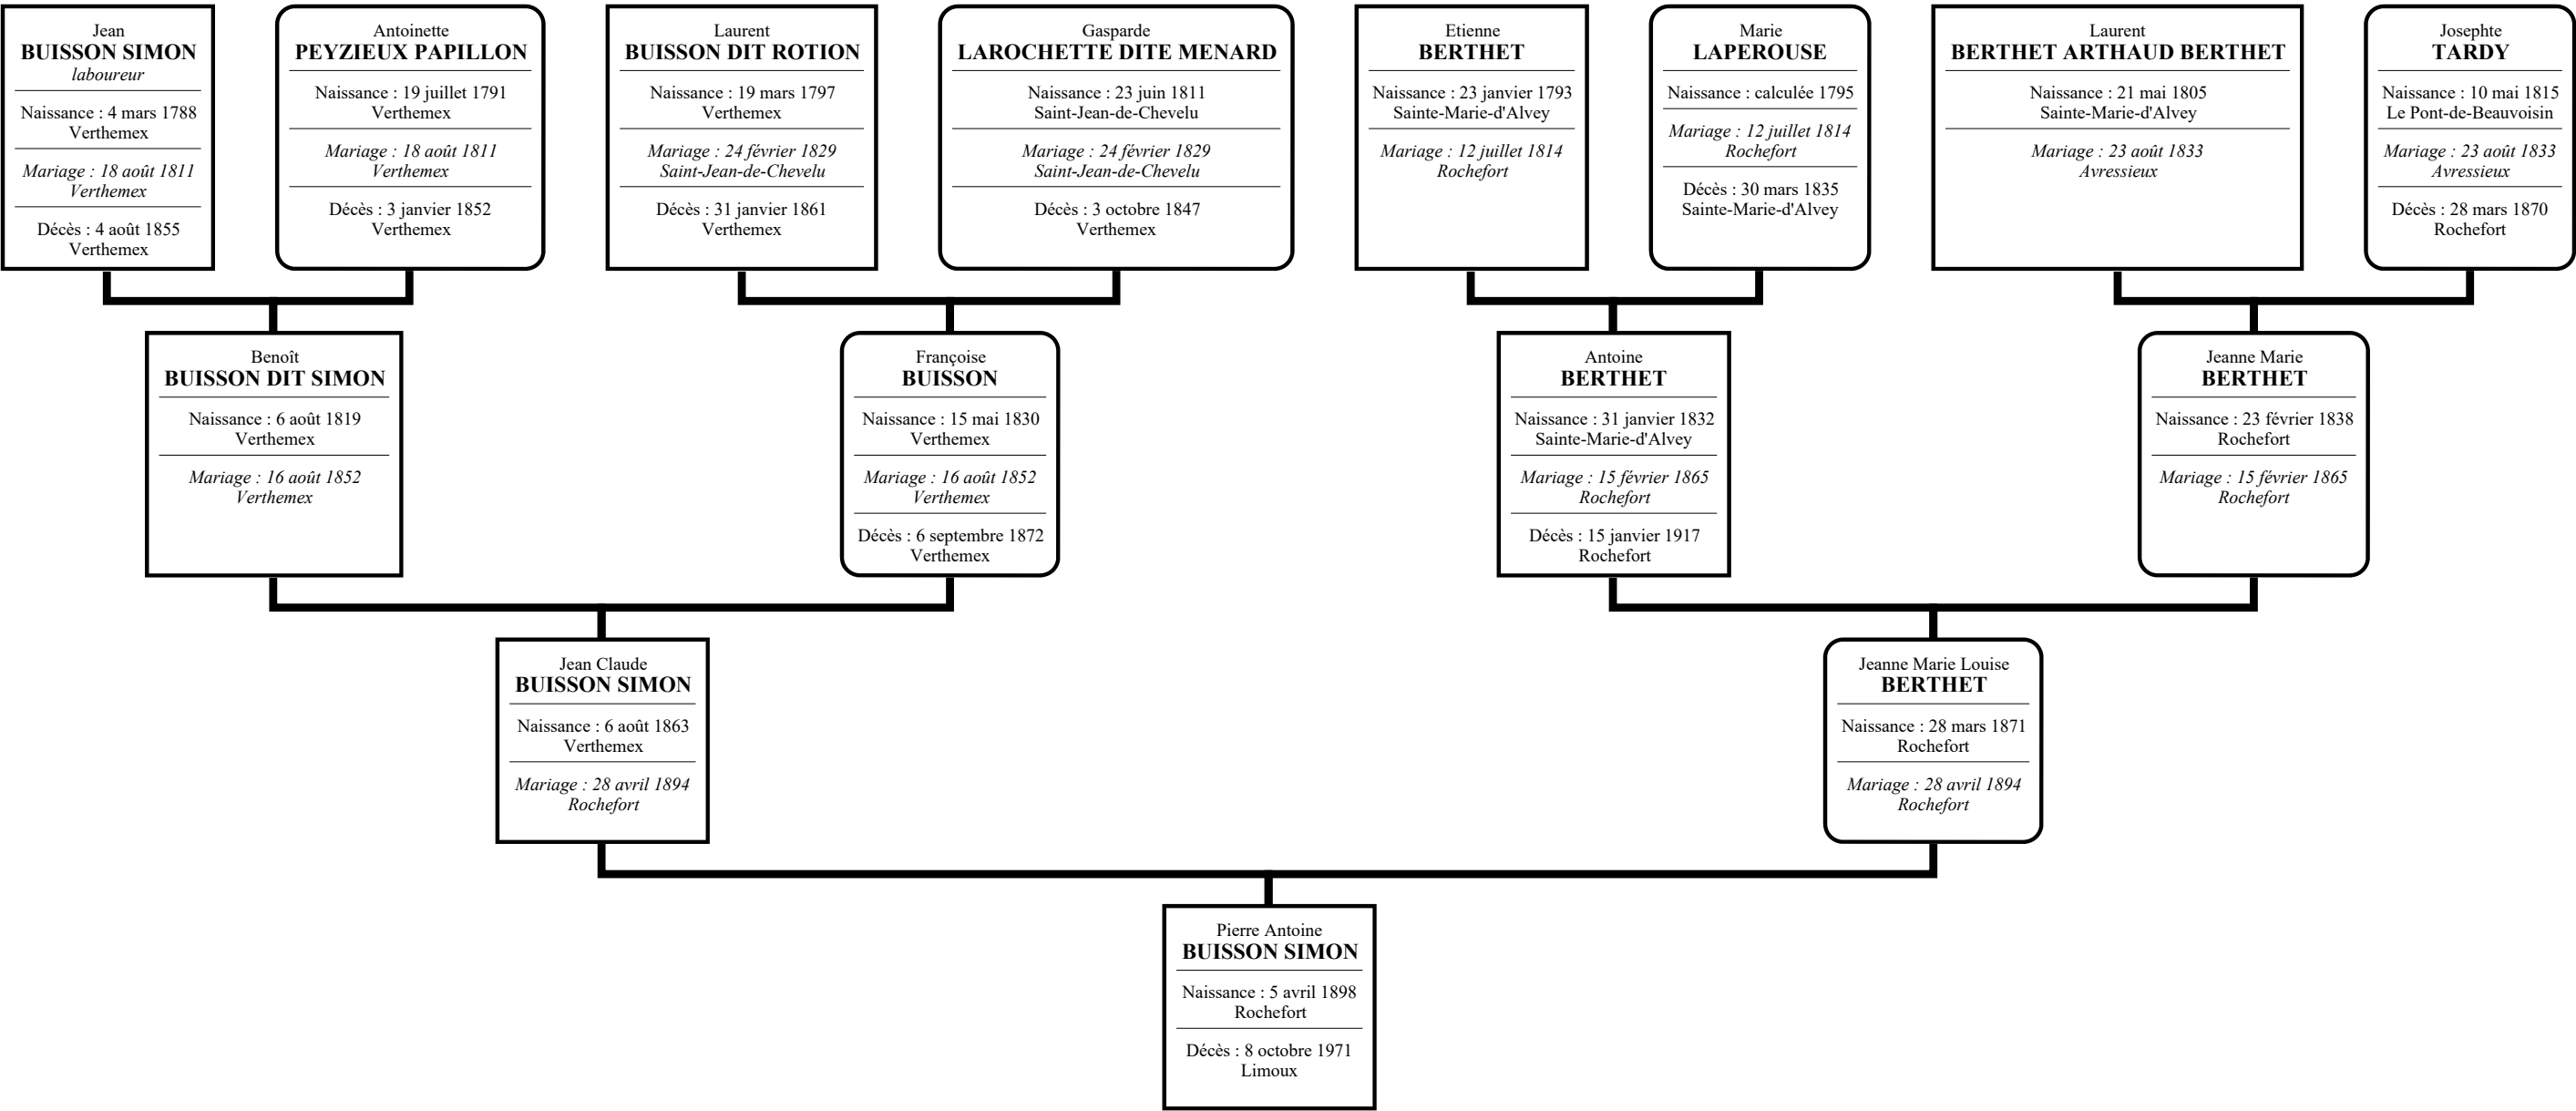 Jean
BUISSON SIMON
laboureur
Naissance : 4 mars 1788
Verthemex
Mariage : 18 août 1811
Verthemex
Décès : 4 août 1855
Verthemex
Antoinette
PEYZIEUX PAPILLON
Naissance : 19 juillet 1791
Verthemex
Mariage : 18 août 1811
Verthemex
Décès : 3 janvier 1852
Verthemex
Laurent
BUISSON DIT ROTION
Naissance : 19 mars 1797
Verthemex
Mariage : 24 février 1829
Saint-Jean-de-Chevelu
Décès : 31 janvier 1861
Verthemex
Gasparde
LAROCHETTE DITE MENARD
Naissance : 23 juin 1811
Saint-Jean-de-Chevelu
Mariage : 24 février 1829
Saint-Jean-de-Chevelu
Décès : 3 octobre 1847
Verthemex
Etienne
BERTHET
Naissance : 23 janvier 1793
Sainte-Marie-d'Alvey
Mariage : 12 juillet 1814
Rochefort
Marie
LAPEROUSE
Naissance : calculée 1795
Mariage : 12 juillet 1814
Rochefort
Décès : 30 mars 1835
Sainte-Marie-d'Alvey
Laurent
BERTHET ARTHAUD BERTHET
Naissance : 21 mai 1805
Sainte-Marie-d'Alvey
Mariage : 23 août 1833
Avressieux
Josephte
TARDY
Naissance : 10 mai 1815
Le Pont-de-Beauvoisin
Mariage : 23 août 1833
Avressieux
Décès : 28 mars 1870
Rochefort
Benoît
BUISSON DIT SIMON
Naissance : 6 août 1819
Verthemex
Mariage : 16 août 1852
Verthemex
Françoise
BUISSON
Naissance : 15 mai 1830
Verthemex
Mariage : 16 août 1852
Verthemex
Décès : 6 septembre 1872
Verthemex
Antoine
BERTHET
Naissance : 31 janvier 1832
Sainte-Marie-d'Alvey
Mariage : 15 février 1865
Rochefort
Décès : 15 janvier 1917
Rochefort
Jeanne Marie
BERTHET
Naissance : 23 février 1838
Rochefort
Mariage : 15 février 1865
Rochefort
Jean Claude
BUISSON SIMON
Naissance : 6 août 1863
Verthemex
Mariage : 28 avril 1894
Rochefort
Jeanne Marie Louise
BERTHET
Naissance : 28 mars 1871
Rochefort
Mariage : 28 avril 1894
Rochefort
Pierre Antoine
BUISSON SIMON
Naissance : 5 avril 1898
Rochefort
Décès : 8 octobre 1971
Limoux